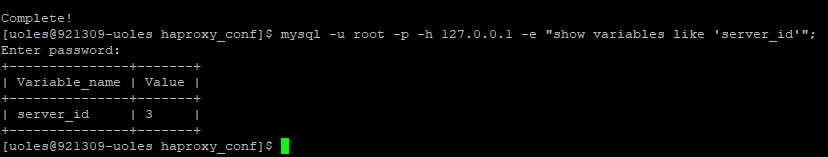 Complete!
[uoles@921309-uoles haproxy_conf]$ mysql -u root -p -h 127.0.0.1 -e "show variables like 'server_id'";
Enter password:
+---------------+-------+
| Variable_name | Value |
+---------------+-------+
| server_id     | 3     |
+---------------+-------+
[uoles@921309-uoles haproxy_conf]$